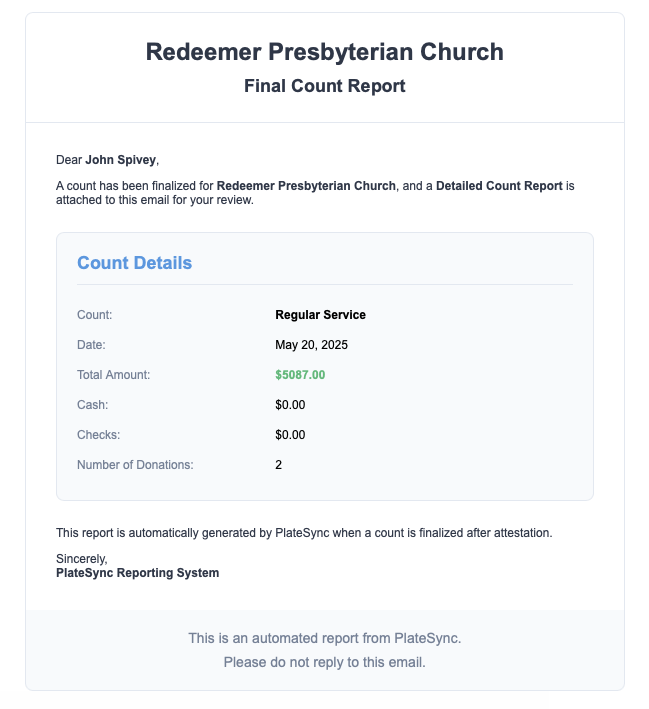 Redeemer Presbyterian Church
Final Count Report
Dear John Spivey,
A count has been finalized for Redeemer Presbyterian Church, and a Detailed Count Report is
attached to this email for your review.
Count Details
Count: Regular Service
Date: May 20, 2025
Total Amount: $5087.00
Cash: $0.00
Checks: $0.00
Number of Donations: 2
This report is automatically generated by PlateSync when a count is finalized after attestation.
Sincerely,
PlateSync Reporting System
This is an automated report from PlateSync.
Please do not reply to this email.